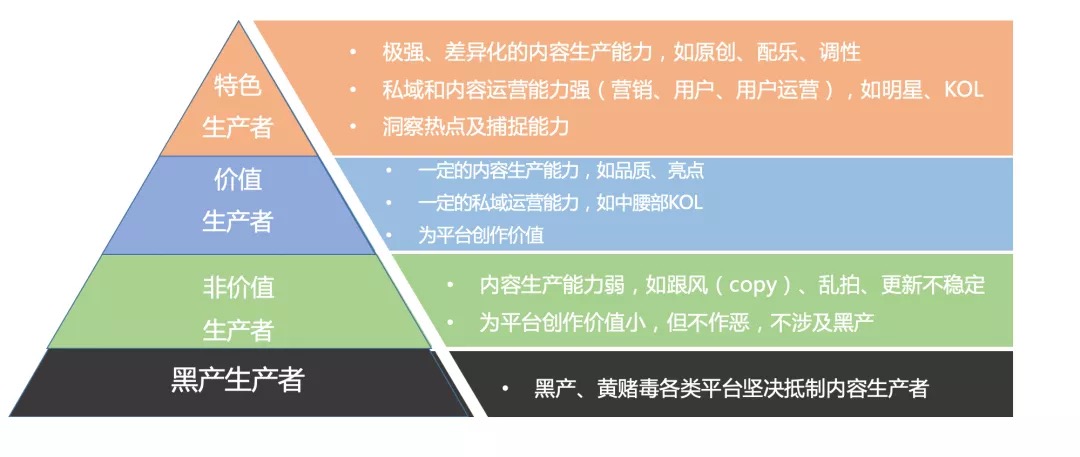 特色
生产者
• 极强、差异化的内容生产能力，如原创、配乐、调性
• 私域和内容运营能力强（营销、用户、用户运营），如明星、KOL
• 洞察热点及捕捉能力
价值
生产者
• 一定的内容生产能力，如品质、亮点
• 一定的私域运营能力，如中腰部KOL
• 为平台创作价值
非价值
生产者
• 内容生产能力弱，如跟风（copy）、乱拍、更新不稳定
• 为平台创作价值小，但不作恶，不涉及黑产
黑产生产者
• 黑产、黄赌毒各类平台坚决抵制内容生产者